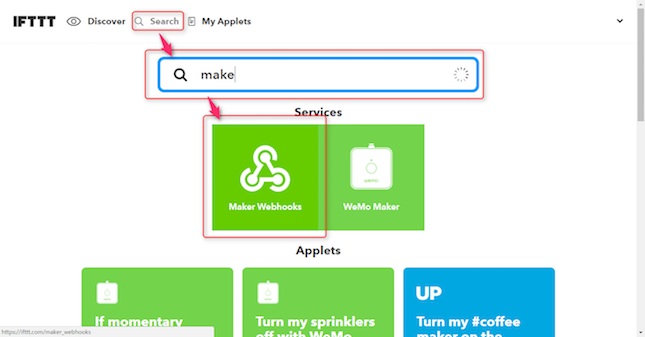 IFTTT Discover Search My Applets
make
Services
Maker Webhooks WeMo Maker
wemo
Applets
If momentary
Turn my sprinklers
off with WeMo
UP
Turn my #coffee
maker on the
https://ifttt.com/maker_webhooks